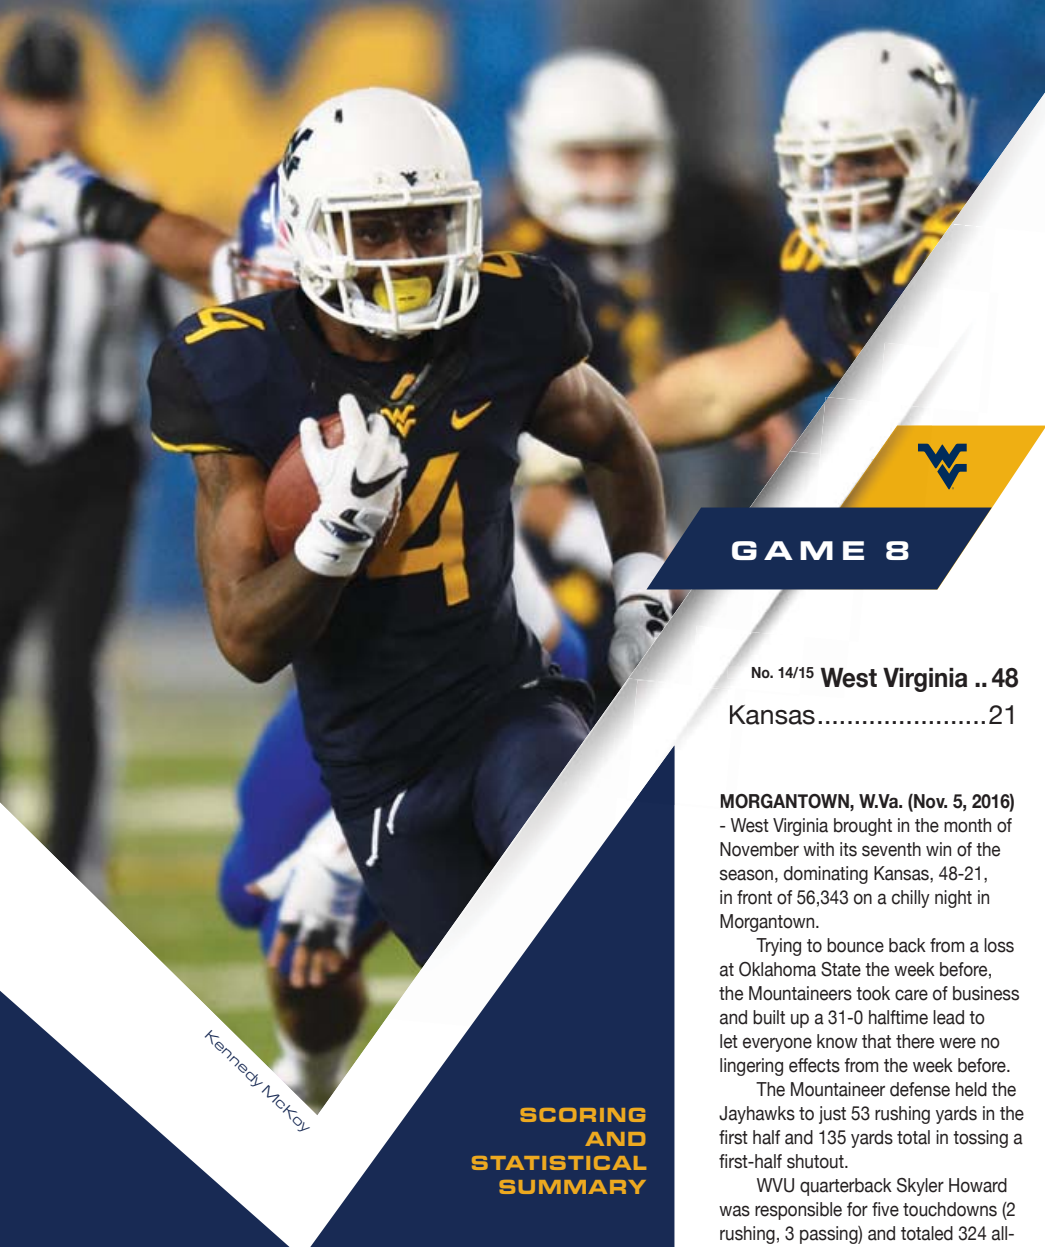 4
4
GAME 8
No. 14/15 West Virginia .. 48
Kansas.......................21
MORGANTOWN, W.Va. (Nov. 5, 2016)
- West Virginia brought in the month of
November with its seventh win of the
season, dominating Kansas, 48-21,
in front of 56,343 on a chilly night in
Morgantown.
Trying to bounce back from a loss
at Oklahoma State the week before,
the Mountaineers took care of business
and built up a 31-0 halftime lead to
let everyone know that there were no
lingering effects from the week before.
The Mountaineer defense held the
Jayhawks to just 53 rushing yards in the
first half and 135 yards total in tossing a
first-half shutout.
WVU quarterback Skyler Howard
was responsible for five touchdowns (2
rushing, 3 passing) and totaled 324 all-
Kennedy McKoy
SCORING
AND
STATISTICAL
SUMMARY